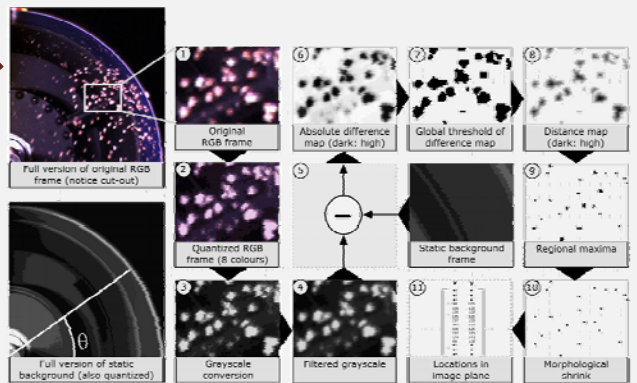 1
Original
RGB frame
6
Absolute difference
map (dark: high)
7
Global threshold of
difference map
8
Distance map
(dark: high)
Full version of original RGB
frame (notice cut-out)
2
Quantized RGB
frame (8 colours)
5
−
Static background
frame
9
Regional maxima
θ
Full version of static
background (also quantized)
3
Grayscale
conversion
4
Filtered grayscale
11
Locations in
image plane
10
Morphological
shrink